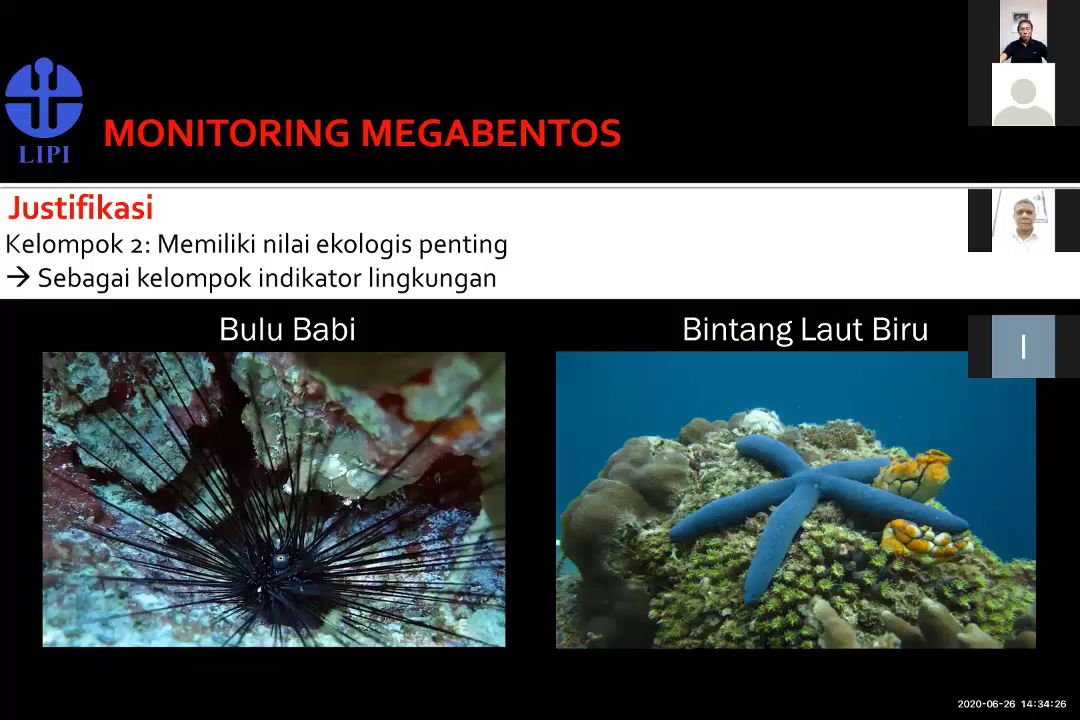 LIPI
MONITORING MEGABENTOS
Justifikasi
Kelompok 2: Memiliki nilai ekologis penting
→ Sebagai kelompok indikator lingkungan
Bulu Babi
Bintang Laut Biru
I
2020-06-26 14:34:26